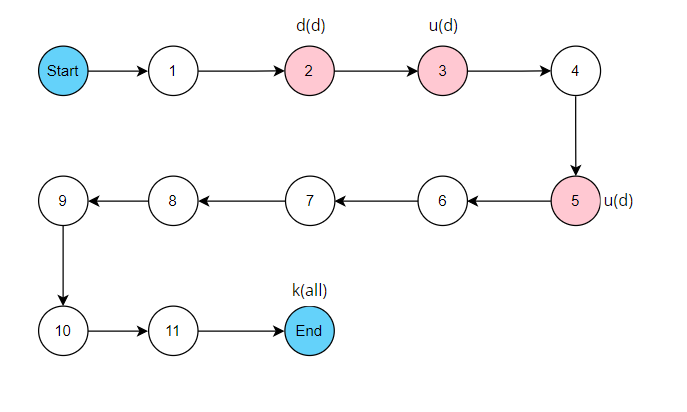 d(d) u(d)
Start 1 2 3 4
9 8 7 6 5 u(d)
k(all)
10 11 End